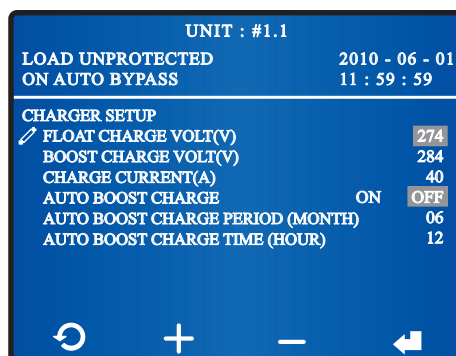 UNIT : #1.1
LOAD UNPROTECTED 2010 - 06 - 01
ON AUTO BYPASS 11 : 59 : 59
CHARGER SETUP
FLOAT CHARGE VOLT(V) 274
BOOST CHARGE VOLT(V) 284
CHARGE CURRENT(A) 40
AUTO BOOST CHARGE ON OFF
AUTO BOOST CHARGE PERIOD (MONTH) 06
AUTO BOOST CHARGE TIME (HOUR) 12